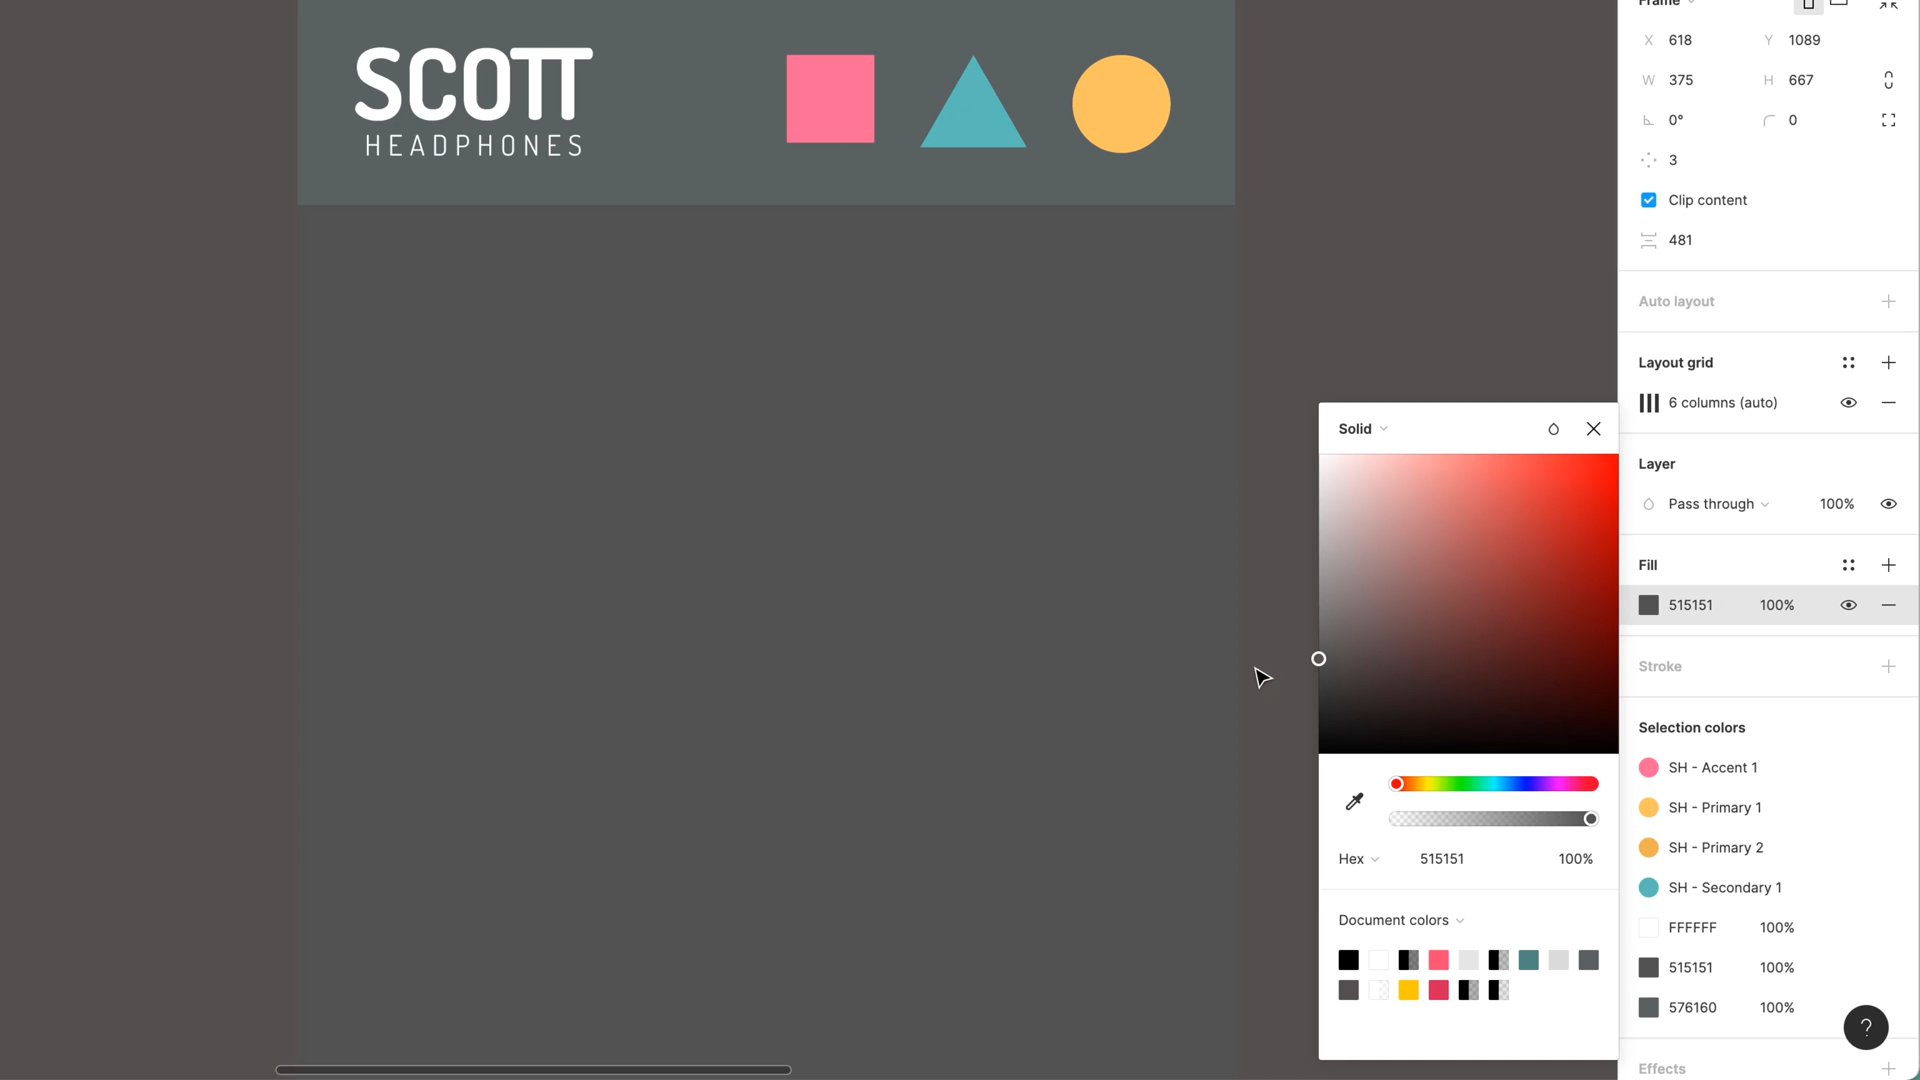 SCOTT
HEADPHONES
Frame
X 618 Y 1089
W 375 H 667
0° 0
3
Clip content
481
Auto layout
Layout grid
6 columns (auto)
Layer
Pass through 100%
Fill
515151 100%
Stroke
Selection colors
SH - Accent 1
SH - Primary 1
SH - Primary 2
SH - Secondary 1
FFFFFF 100%
515151 100%
576160 100%
Effects
Solid
Hex 515151 100%
Document colors
?